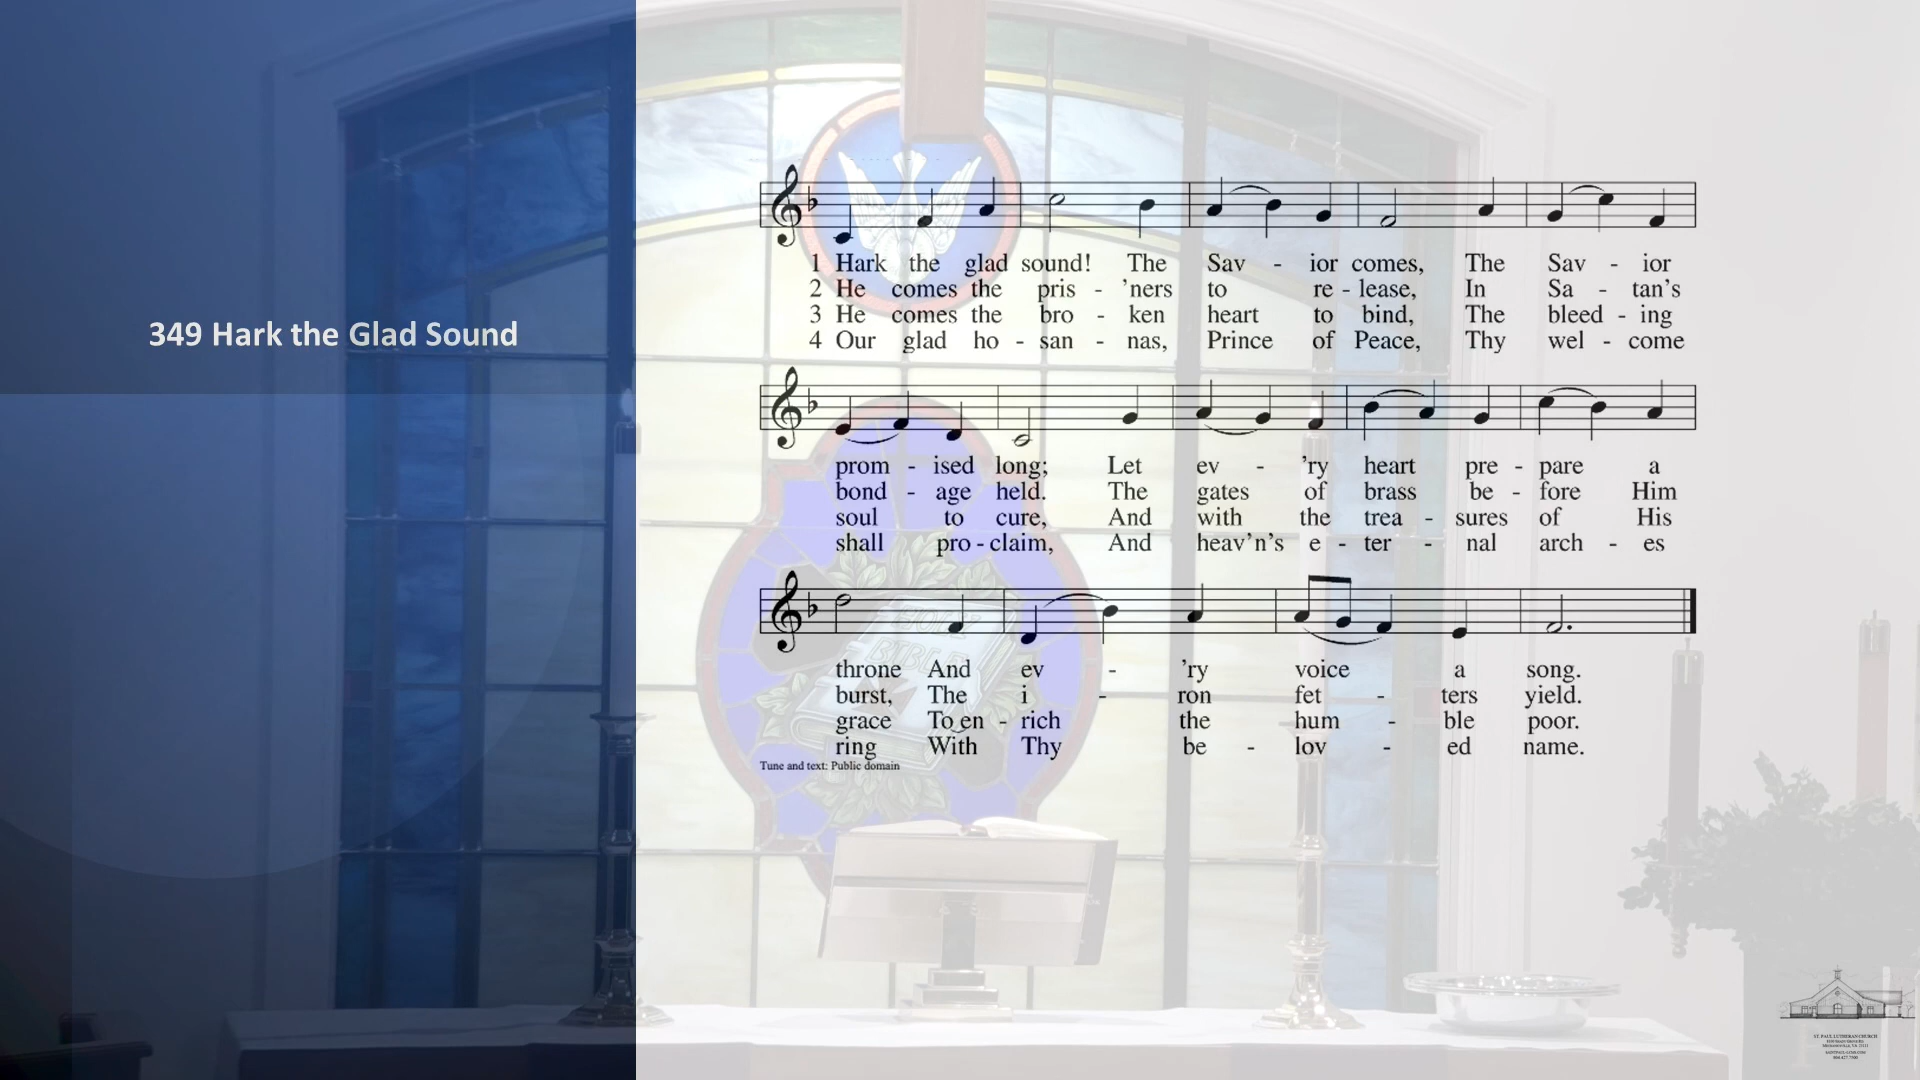 349 Hark the Glad Sound
1 Hark the glad sound! The Sav - ior comes, The Sav - ior
2 He comes the pris - 'ners to re - lease, In Sa - tan's
3 He comes the bro - ken heart to bind, The bleed - ing
4 Our glad ho - san - nas, Prince of Peace, Thy wel - come
prom - ised long; Let ev - 'ry heart pre - pare a
bond - age held. The gates of brass be - fore Him
soul to cure, And with the trea - sures of His
shall pro - claim, And heav'n's e - ter - nal arch - es
throne And ev - 'ry voice a song.
burst, The i - ron fet - ters yield.
grace To en - rich the hum - ble poor.
ring With Thy be - lov - ed name.
Tune and text: Public domain
HOLY
BIBLE
ST. PAUL LUTHERAN CHURCH